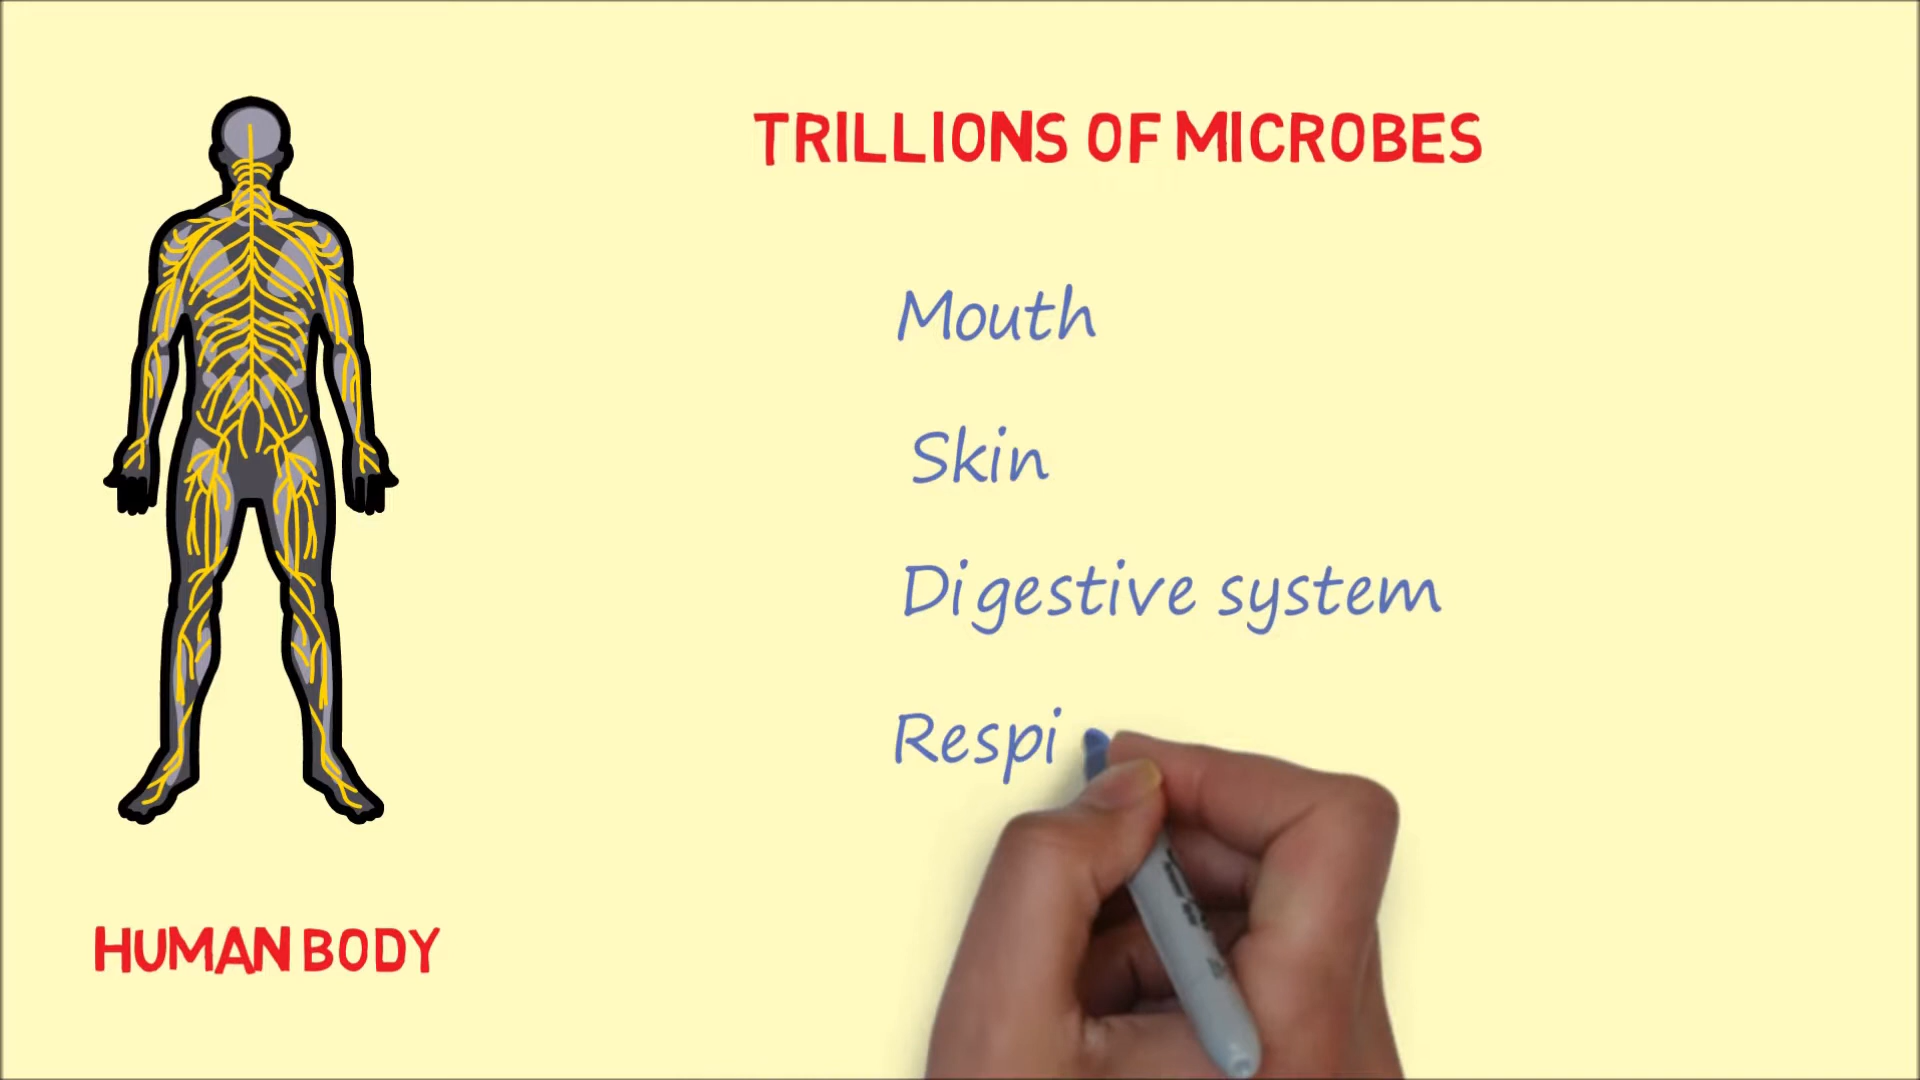 TRILLIONS OF MICROBES
Mouth
Skin
Digestive system
Respi
HUMAN BODY